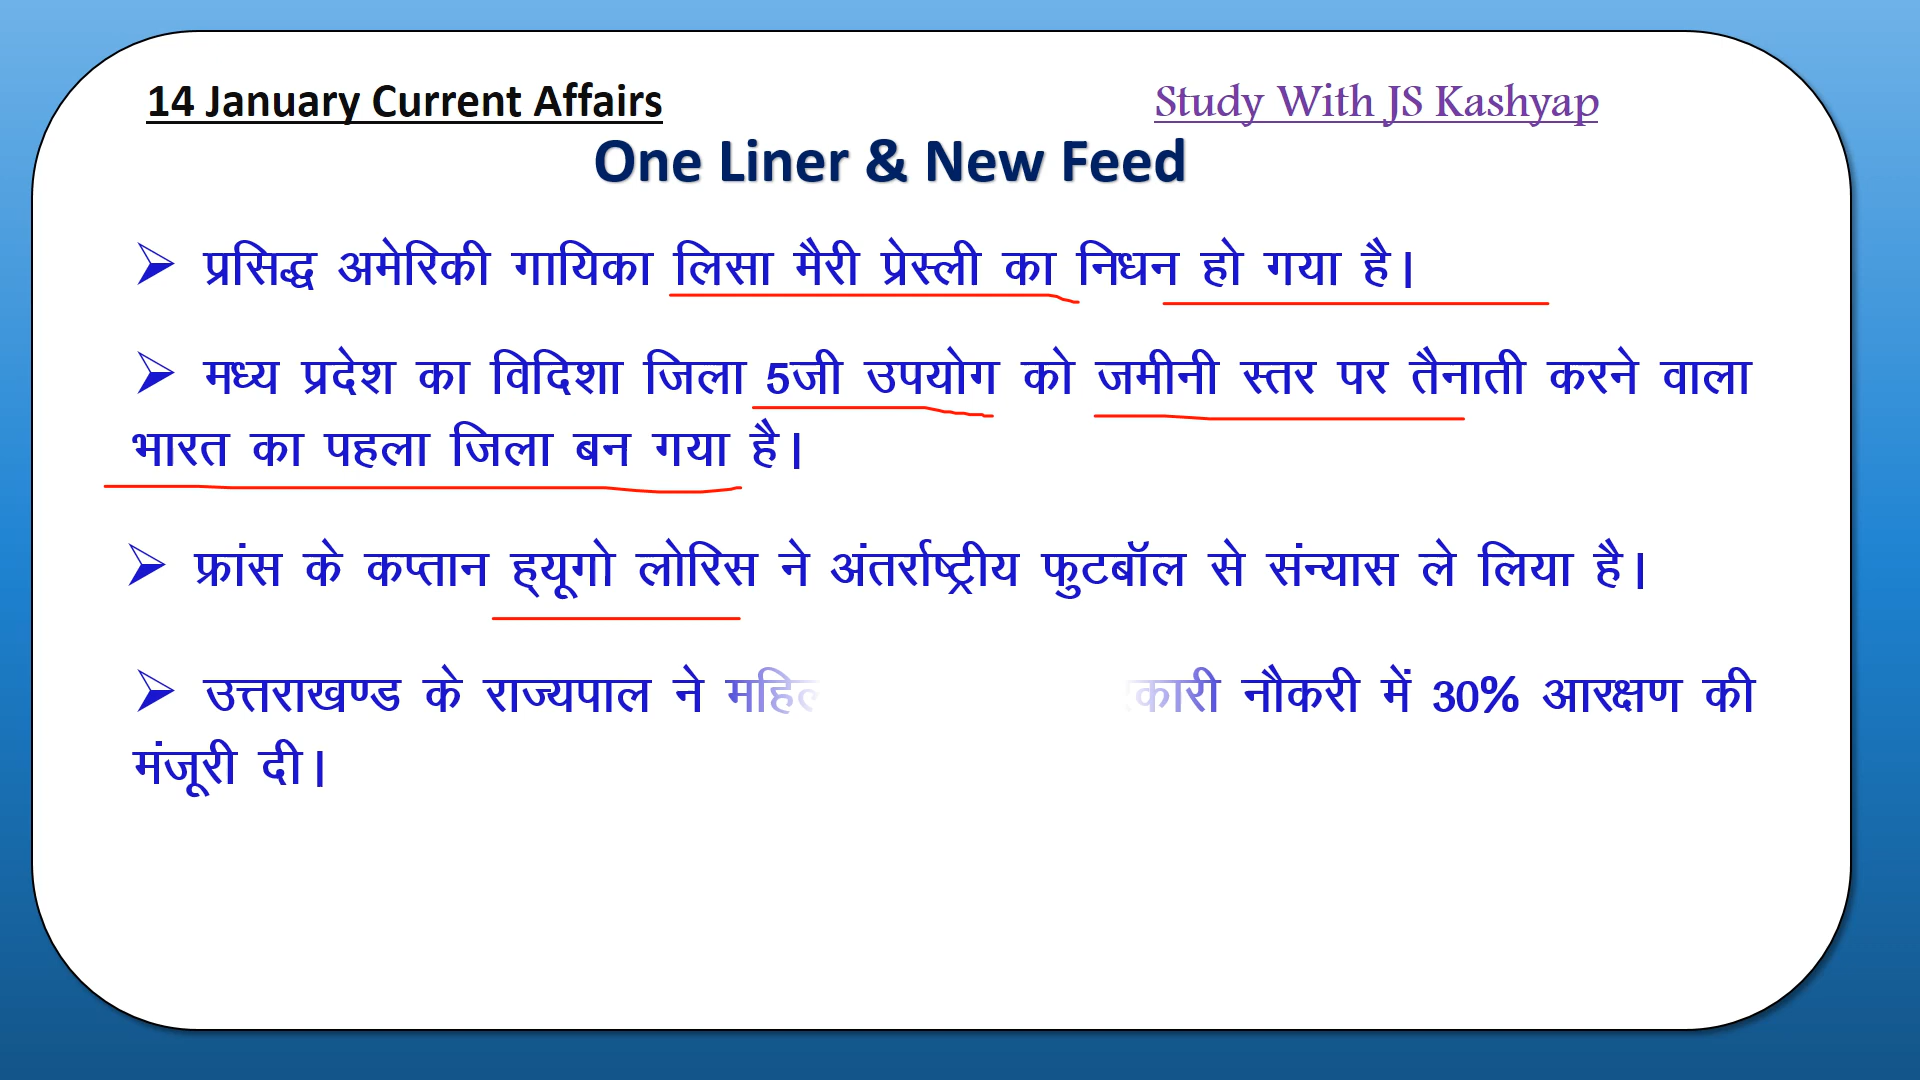 14 January Current Affairs
Study With JS Kashyap
One Liner & New Feed
प्रसिद्ध अमेरिकी गायिका लिसा मैरी प्रेस्ली का निधन हो गया है।
मध्य प्रदेश का विदिशा जिला 5जी उपयोग को जमीनी स्तर पर तैनाती करने वाला
भारत का पहला जिला बन गया है।
फ्रांस के कप्तान ह्यूगो लोरिस ने अंतर्राष्ट्रीय फुटबॉल से संन्यास ले लिया है।
उत्तराखण्ड के राज्यपाल ने नौकरी में 30% आरक्षण की
मंजूरी दी।